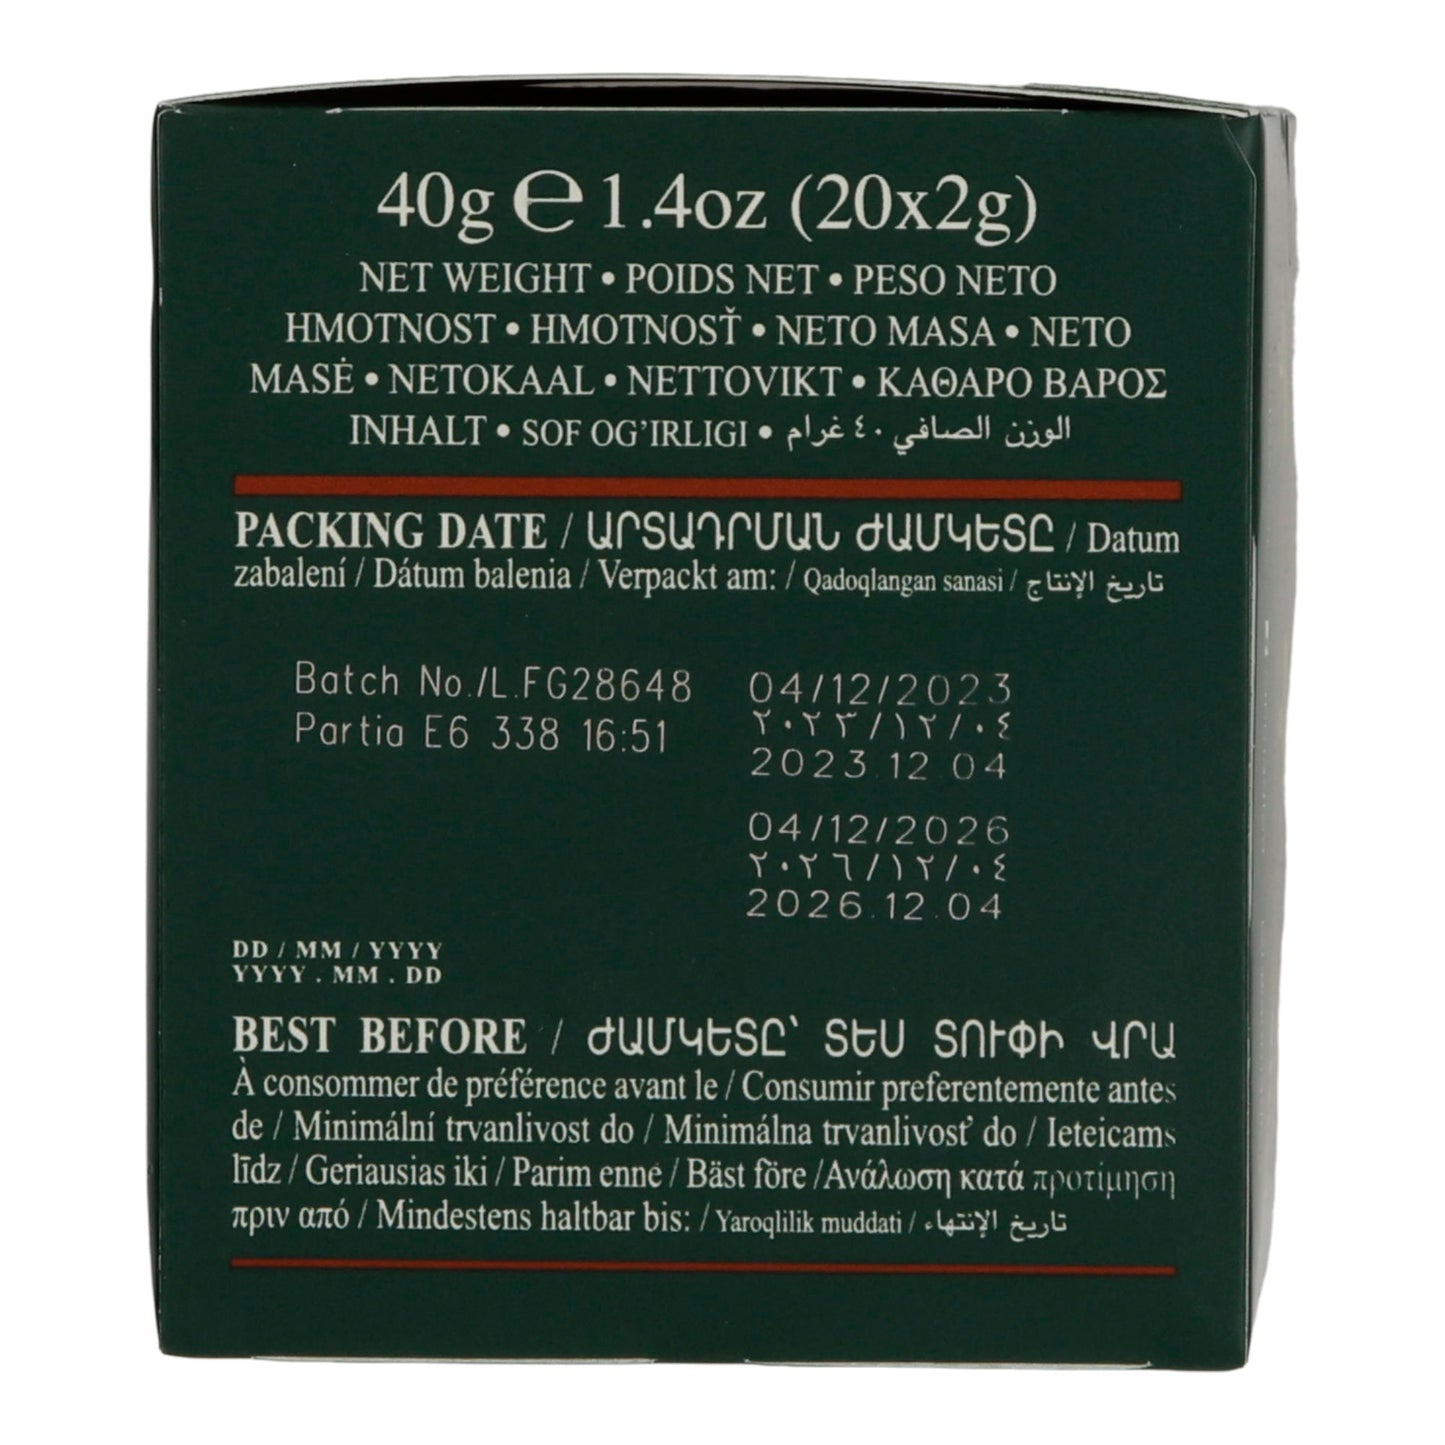 40g ℮ 1.4oz (20x2g)
NET WEIGHT • POIDS NET • PESO NETO
HMOTNOST • HMOTNOSŤ • NETO MASA • NETO
MASĖ • NETOKAAL • NETTOVIKT • ΚΑΘΑΡΟ ΒΑΡΟΣ
INHALT • SOF OG'IRLIGI • الوزن الصافي ٤٠ غرام
PACKING DATE / ԱՐՏԱԴՐՄԱՆ ԺԱՄԿԵՏԸ / Datum
zabalení / Dátum balenia / Verpackt am: / Qadoqlangan sanasi / تاريخ الإنتاج
Batch No./L.FG28648
Partia E6 338 16:51
04/12/2023
٢٠٢٣/١٢/٠٤
2023.12.04
04/12/2026
٢٠٢٦/١٢/٠٤
2026.12.04
DD / MM / YYYY
YYYY . MM . DD
BEST BEFORE / ԺԱՄԿԵՏԸ՝ ՏԵՍ ՏՈՒՓԻ ՎՐԱ
À consommer de préférence avant le / Consumir preferentemente antes
de / Minimální trvanlivost do / Minimálna trvanlivosť do / Ieteicams
līdz / Geriausias iki / Parim enne / Bäst före /Ανάλωση κατά προτίμηση
πριν από / Mindestens haltbar bis: / Yaroqlilik muddati / تاريخ الإنتهاء